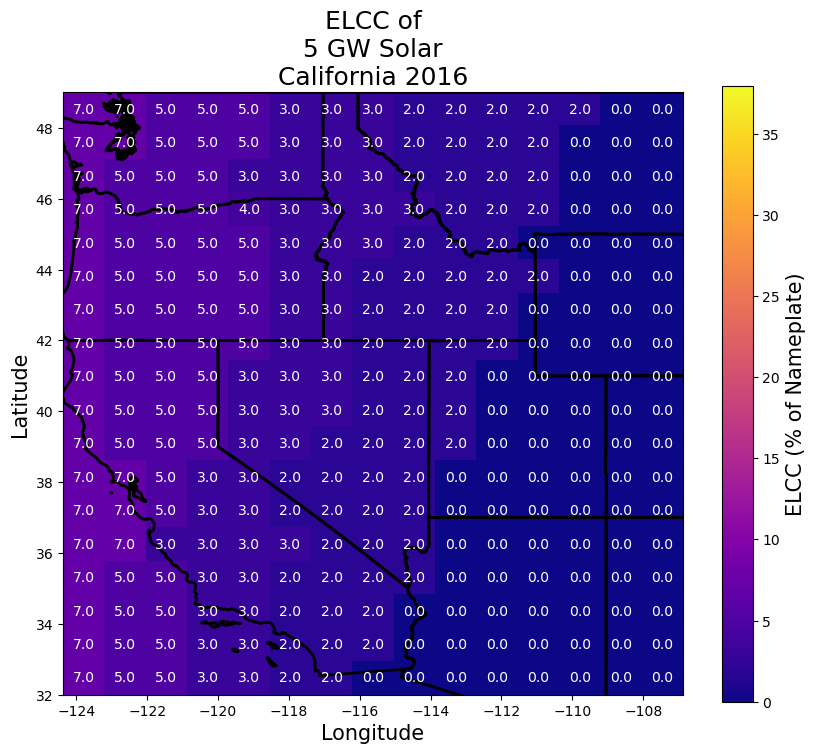 ELCC of
5 GW Solar
California 2016
48 7.0 7.0 5.0 5.0 5.0 3.0 3.0 3.0 2.0 2.0 2.0 2.0 2.0 0.0 0.0 35
7.0 7.0 5.0 5.0 5.0 3.0 3.0 3.0 2.0 2.0 2.0 2.0 0.0 0.0 0.0
7.0 5.0 5.0 5.0 3.0 3.0 3.0 3.0 2.0 2.0 2.0 2.0 0.0 0.0 0.0
46 7.0 5.0 5.0 5.0 4.0 3.0 3.0 3.0 3.0 2.0 2.0 2.0 0.0 0.0 0.0 30
7.0 5.0 5.0 5.0 5.0 3.0 3.0 3.0 2.0 2.0 2.0 0.0 0.0 0.0 0.0
44 7.0 5.0 5.0 5.0 5.0 3.0 3.0 2.0 2.0 2.0 2.0 2.0 0.0 0.0 0.0
7.0 5.0 5.0 5.0 5.0 3.0 3.0 2.0 2.0 2.0 2.0 0.0 0.0 0.0 0.0 25
42 7.0 5.0 5.0 5.0 5.0 3.0 3.0 2.0 2.0 2.0 2.0 0.0 0.0 0.0 0.0
7.0 5.0 5.0 5.0 3.0 3.0 3.0 2.0 2.0 2.0 0.0 0.0 0.0 0.0 0.0 20
40 7.0 5.0 5.0 5.0 3.0 3.0 3.0 2.0 2.0 2.0 0.0 0.0 0.0 0.0 0.0
7.0 5.0 5.0 5.0 3.0 3.0 2.0 2.0 2.0 2.0 0.0 0.0 0.0 0.0 0.0
38 7.0 7.0 5.0 3.0 3.0 2.0 2.0 2.0 2.0 0.0 0.0 0.0 0.0 0.0 0.0 15
7.0 7.0 5.0 3.0 3.0 2.0 2.0 2.0 2.0 0.0 0.0 0.0 0.0 0.0 0.0
36 7.0 7.0 3.0 3.0 3.0 3.0 2.0 2.0 2.0 0.0 0.0 0.0 0.0 0.0 0.0 10
7.0 5.0 5.0 3.0 3.0 2.0 2.0 2.0 2.0 0.0 0.0 0.0 0.0 0.0 0.0
34 7.0 5.0 5.0 3.0 3.0 2.0 2.0 2.0 0.0 0.0 0.0 0.0 0.0 0.0 0.0 5
7.0 5.0 5.0 3.0 3.0 2.0 2.0 2.0 0.0 0.0 0.0 0.0 0.0 0.0 0.0
7.0 5.0 5.0 3.0 3.0 2.0 2.0 0.0 0.0 0.0 0.0 0.0 0.0 0.0 0.0
32 0
−124 −122 −120 −118 −116 −114 −112 −110 −108
Longitude
Latitude
ELCC (% of Nameplate)